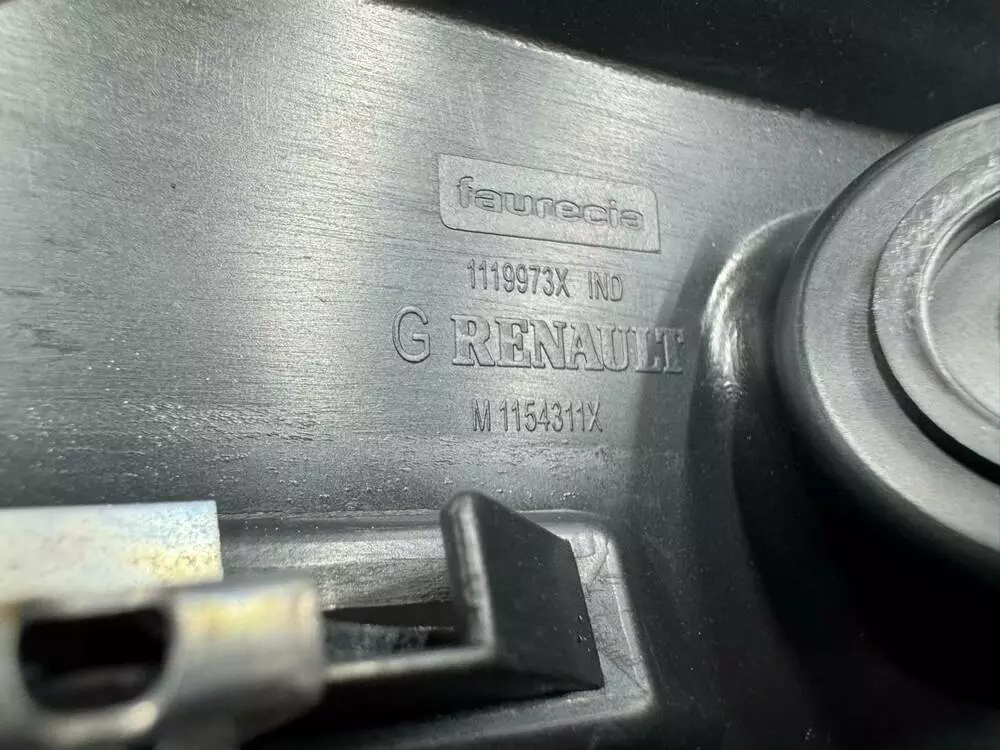 faurecia
1119973X IND
G RENAULT
M 1154311X